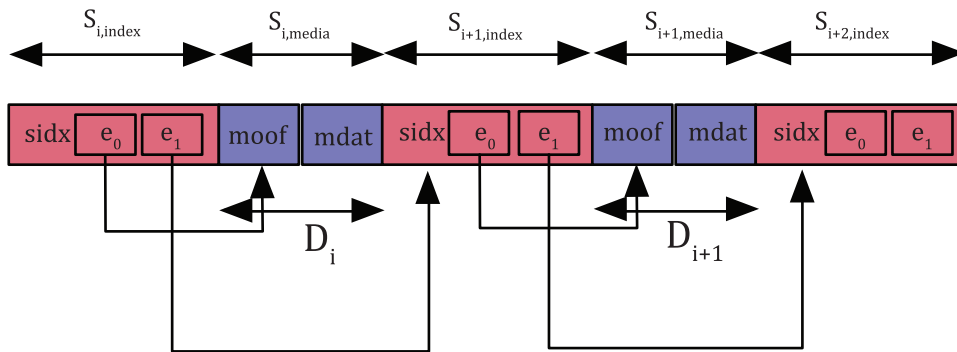 S_i,index S_i,media S_i+1,index S_i+1,media S_i+2,index
sidx e_0 e_1 moof mdat sidx e_0 e_1 moof mdat sidx e_0 e_1
D_i D_i+1